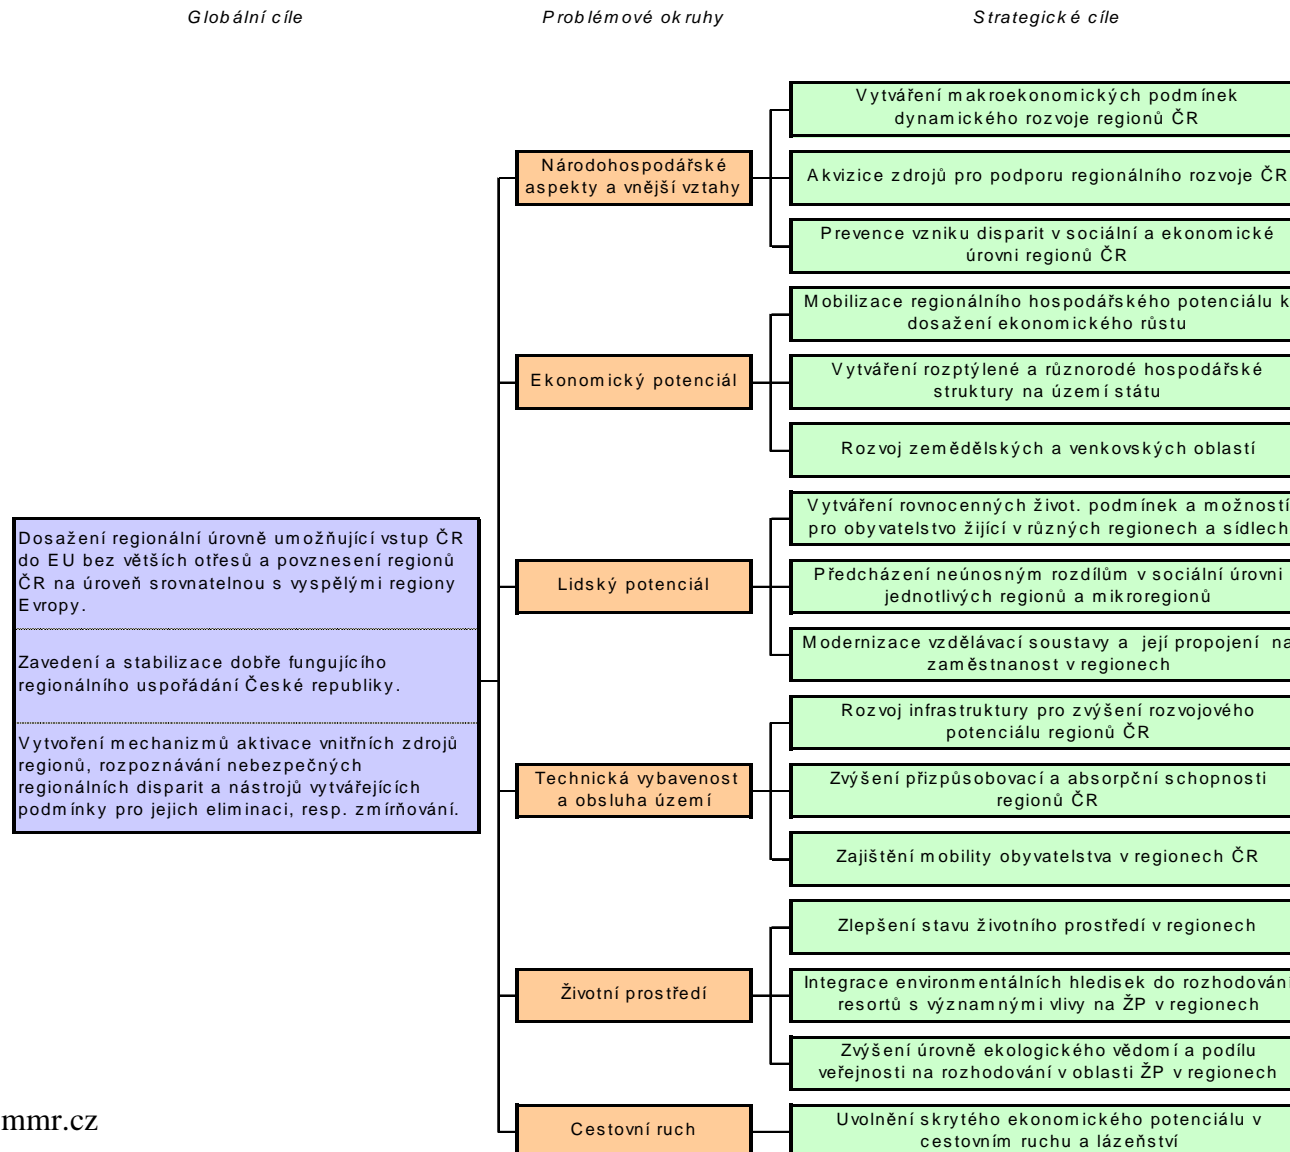 Globální cíle
Problémové okruhy
Strategické cíle
Vytváření makroekonomických podmínek
dynamického rozvoje regionů ČR
Národohospodářské
aspekty a vnější vztahy
Akvizice zdrojů pro podporu regionálního rozvoje ČR
Prevence vzniku disparit v sociální a ekonomické
úrovni regionů ČR
Mobilizace regionálního hospodářského potenciálu k
dosažení ekonomického růstu
Ekonomický potenciál
Vytváření rozptýlené a různorodé hospodářské
struktury na území státu
Rozvoj zemědělských a venkovských oblastí
Vytváření rovnocenných život. podmínek a možností
pro obyvatelstvo žijící v různých regionech a sídlech
Dosažení regionální úrovně umožňující vstup ČR
do EU bez větších otřesů a povznesení regionů
ČR na úroveň srovnatelnou s vyspělými regiony
Evropy.
Lidský potenciál
Předcházení neúnosným rozdílům v sociální úrovni
jednotlivých regionů a mikroregionů
Modernizace vzdělávací soustavy a její propojení na
zaměstnanost v regionech
Zavedení a stabilizace dobře fungujícího
regionálního uspořádání České republiky.
Rozvoj infrastruktury pro zvýšení rozvojového
potenciálu regionů ČR
Vytvoření mechanizmů aktivace vnitřních zdrojů
regionů, rozpoznávání nebezpečných
regionálních disparit a nástrojů vytvářejících
podmínky pro jejich eliminaci, resp. zmírňování.
Technická vybavenost
a obsluha území
Zvýšení přizpůsobovací a absorpční schopnosti
regionů ČR
Zajištění mobility obyvatelstva v regionech ČR
Zlepšení stavu životního prostředí v regionech
Životní prostředí
Integrace environmentálních hledisek do rozhodování
resortů s významnými vlivy na ŽP v regionech
Zvýšení úrovně ekologického vědomí a podílu
veřejnosti na rozhodování v oblasti ŽP v regionech
mmr.cz
Cestovní ruch
Uvolnění skrytého ekonomického potenciálu v
cestovním ruchu a lázeňství